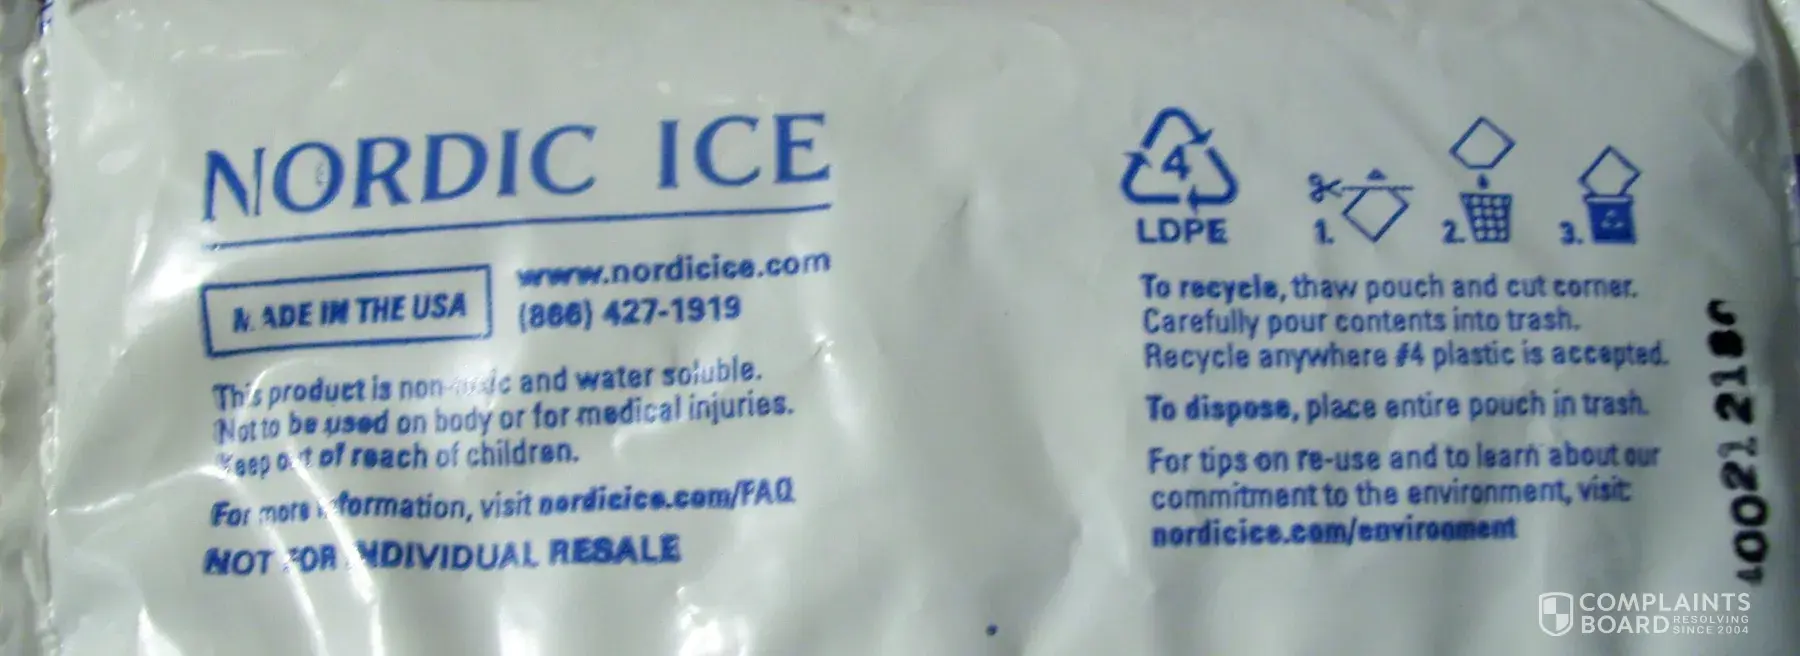 NORDIC ICE
MADE IN THE USA
www.nordicice.com
(866) 427-1919
This product is non-toxic and water soluble.
Not to be used on body or for medical injuries.
Keep out of reach of children.
For more information, visit nordicice.com/FAQ
NOT FOR INDIVIDUAL RESALE
4
LDPE
1. 2. 3.
To recycle, thaw pouch and cut corner.
Carefully pour contents into trash.
Recycle anywhere #4 plastic is accepted.
To dispose, place entire pouch in trash.
For tips on re-use and to learn about our
commitment to the environment, visit:
nordicice.com/environment
COMPLAINTS
BOARD RESOLVING
SINCE 2004